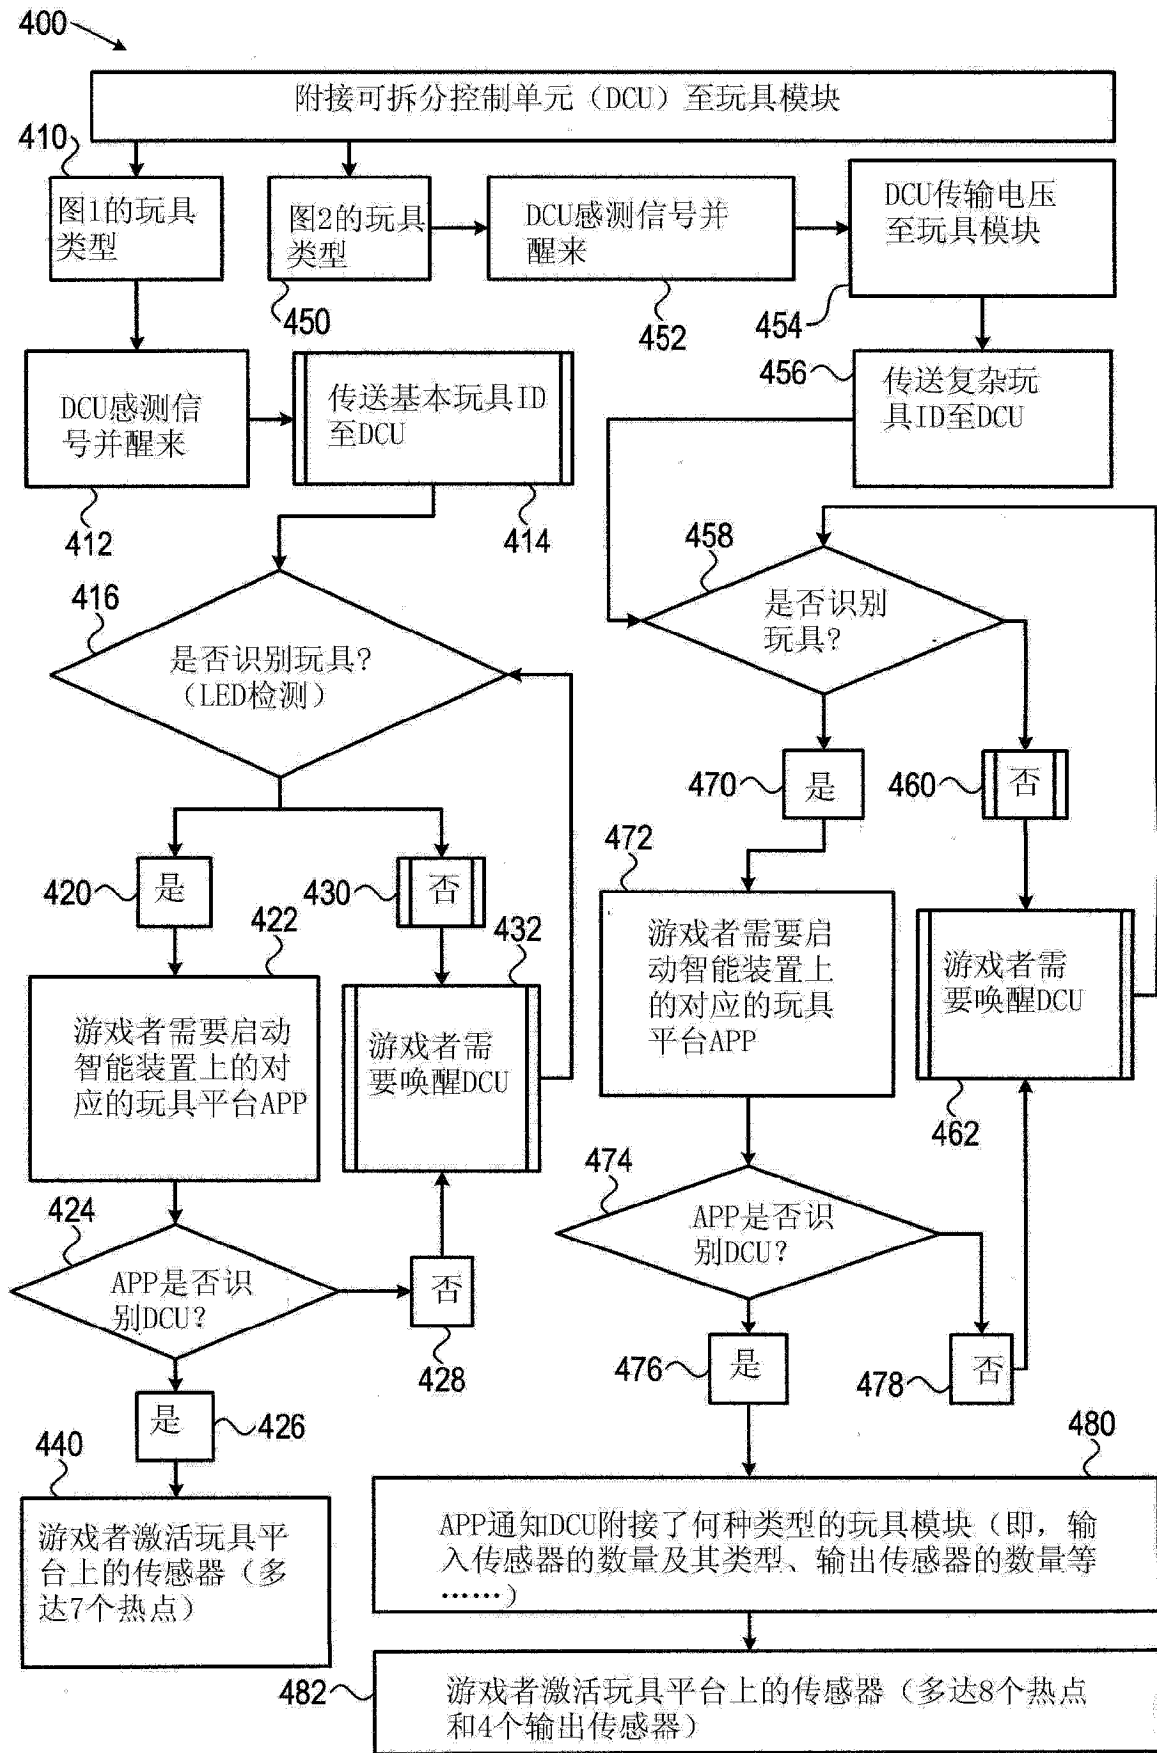 400
附接可拆分控制单元（DCU）至玩具模块
410
图1的玩具
类型
图2的玩具
类型
450
DCU感测信号并
醒来
452
DCU传输电压
至玩具模块
454
DCU感测信
号并醒来
412
传送基本玩具ID
至DCU
414
456
传送复杂玩
具ID至DCU
416
是否识别玩具?
（LED检测）
458
是否识别
玩具?
420
是
430
否
470
是
460
否
422
游戏者需要启动
智能装置上的对
应的玩具平台APP
432
游戏者需
要唤醒DCU
472
游戏者需要启
动智能装置上
的对应的玩具
平台APP
游戏者需
要唤醒DCU
462
424
APP是否识
别DCU?
否
428
474
APP是否识
别DCU?
是
426
476
是
478
否
440
游戏者激活玩具平
台上的传感器（多
达7个热点）
480
APP通知DCU附接了何种类型的玩具模块（即，输
入传感器的数量及其类型、输出传感器的数量等
……）
482
游戏者激活玩具平台上的传感器（多达8个热点
和4个输出传感器）